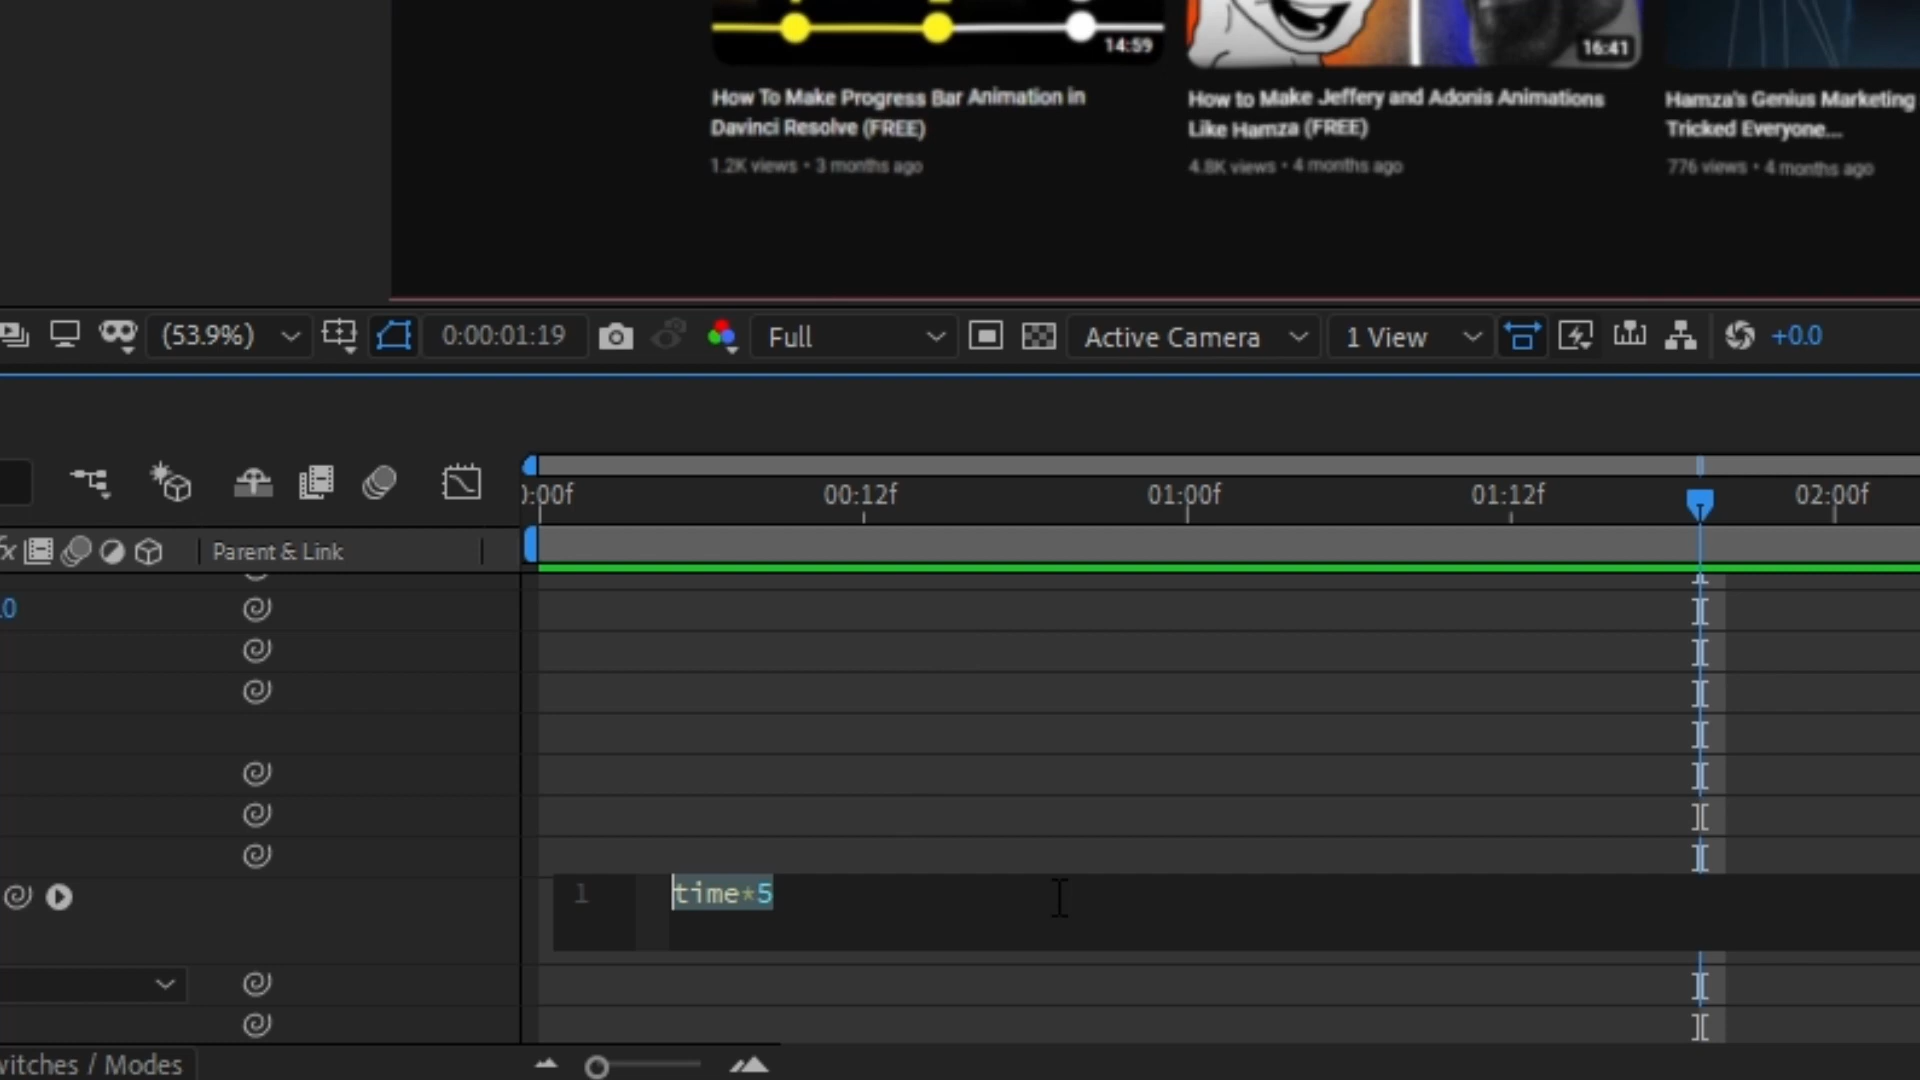 14:59
16:41
How To Make Progress Bar Animation in
Davinci Resolve (FREE)
1.2K views • 3 months ago
How to Make Jeffery and Adonis Animations
Like Hamza (FREE)
4.8K views • 4 months ago
Hamza's Genius Marketing
Tricked Everyone...
776 views • 4 months ago
(53.9%)
0:00:01:19
Full
Active Camera
1 View
+0.0
):00f
00:12f
01:00f
01:12f
02:00f
fx
Parent & Link
.0
1
time*5
witches / Modes